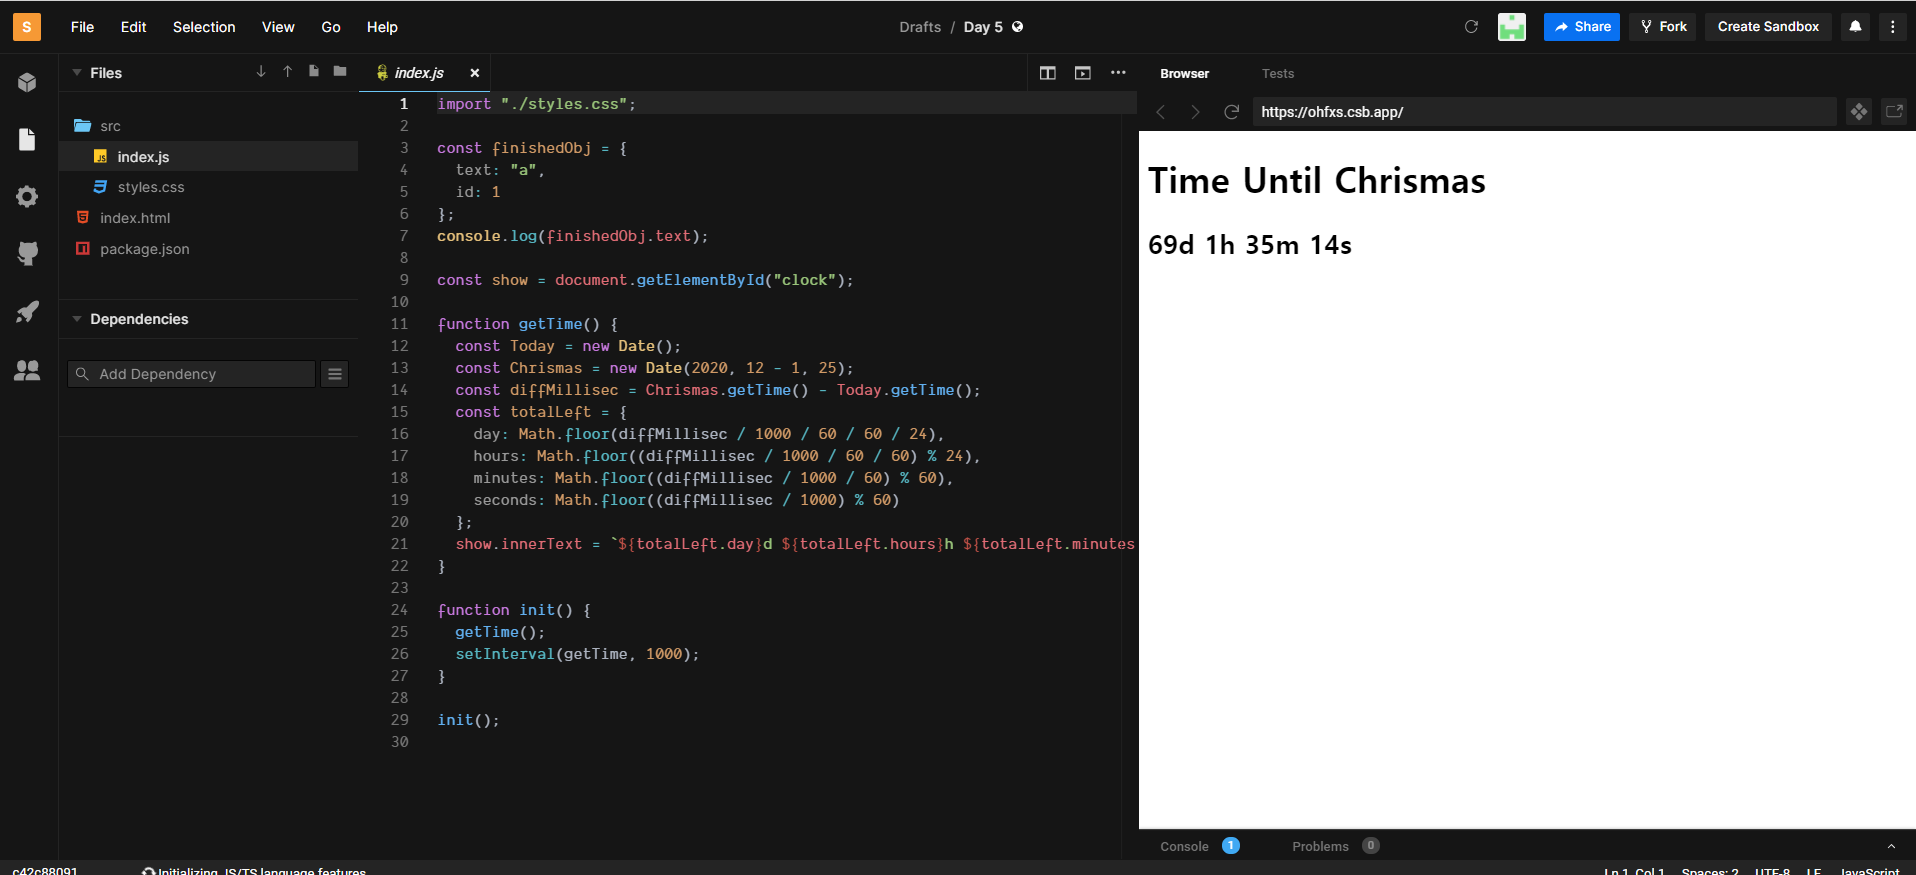 S File Edit Selection View Go Help Drafts / Day 5 Share Fork Create Sandbox
Files
src
index.js
styles.css
index.html
package.json
Dependencies
Add Dependency
index.js
1 import "./styles.css";
2
3 const finishedObj = {
4 text: "a",
5 id: 1
6 };
7 console.log(finishedObj.text);
8
9 const show = document.getElementById("clock");
10
11 function getTime() {
12 const Today = new Date();
13 const Chrismas = new Date(2020, 12 - 1, 25);
14 const diffMillisec = Chrismas.getTime() - Today.getTime();
15 const totalLeft = {
16 day: Math.floor(diffMillisec / 1000 / 60 / 60 / 24),
17 hours: Math.floor((diffMillisec / 1000 / 60 / 60) % 24),
18 minutes: Math.floor((diffMillisec / 1000 / 60) % 60),
19 seconds: Math.floor((diffMillisec / 1000) % 60)
20 };
21 show.innerText = `${totalLeft.day}d ${totalLeft.hours}h ${totalLeft.minutes
22 }
23
24 function init() {
25 getTime();
26 setInterval(getTime, 1000);
27 }
28
29 init();
30
Browser Tests
https://ohfxs.csb.app/
Time Until Chrismas
69d 1h 35m 14s
Console 1 Problems 0
c42c88091 Initializing JS/TS language features Ln 1, Col 1 Spaces: 2 UTF-8 LF JavaScript